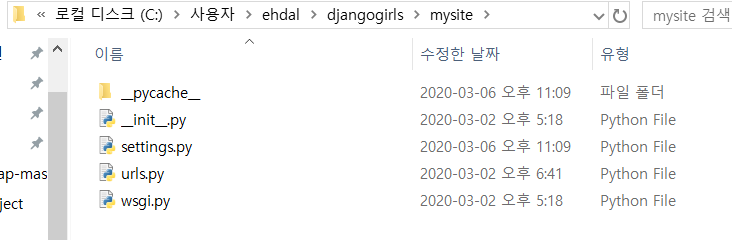 « 로컬 디스크 (C:) > 사용자 > ehdal > djangogirls > mysite >
mysite 검색
이름 수정한 날짜 유형
__pycache__ 2020-03-06 오후 11:09 파일 폴더
__init__.py 2020-03-02 오후 5:18 Python File
settings.py 2020-03-06 오후 11:09 Python File
urls.py 2020-03-02 오후 6:41 Python File
wsgi.py 2020-03-02 오후 5:18 Python File
ap-mas
ject